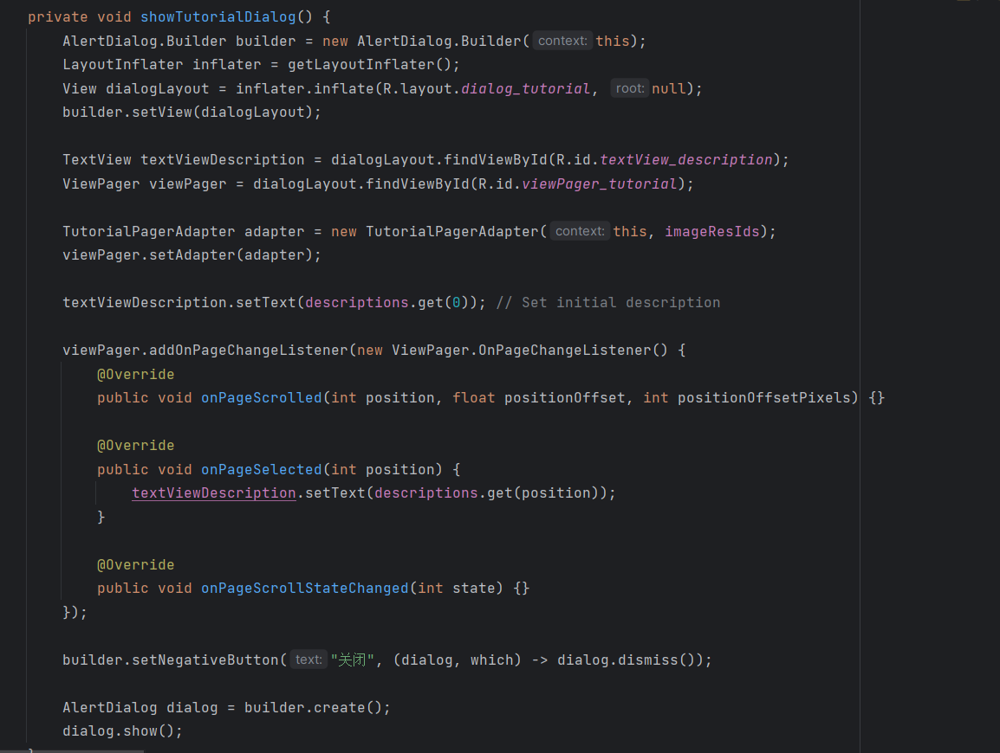 private void showTutorialDialog() {
AlertDialog.Builder builder = new AlertDialog.Builder( context: this);
LayoutInflater inflater = getLayoutInflater();
View dialogLayout = inflater.inflate(R.layout.dialog_tutorial, root: null);
builder.setView(dialogLayout);
TextView textViewDescription = dialogLayout.findViewById(R.id.textView_description);
ViewPager viewPager = dialogLayout.findViewById(R.id.viewPager_tutorial);
TutorialPagerAdapter adapter = new TutorialPagerAdapter( context: this, imageResIds);
viewPager.setAdapter(adapter);
textViewDescription.setText(descriptions.get(0)); // Set initial description
viewPager.addOnPageChangeListener(new ViewPager.OnPageChangeListener() {
@Override
public void onPageScrolled(int position, float positionOffset, int positionOffsetPixels) {}
@Override
public void onPageSelected(int position) {
textViewDescription.setText(descriptions.get(position));
}
@Override
public void onPageScrollStateChanged(int state) {}
});
builder.setNegativeButton( text: "关闭", (dialog, which) -> dialog.dismiss());
AlertDialog dialog = builder.create();
dialog.show();